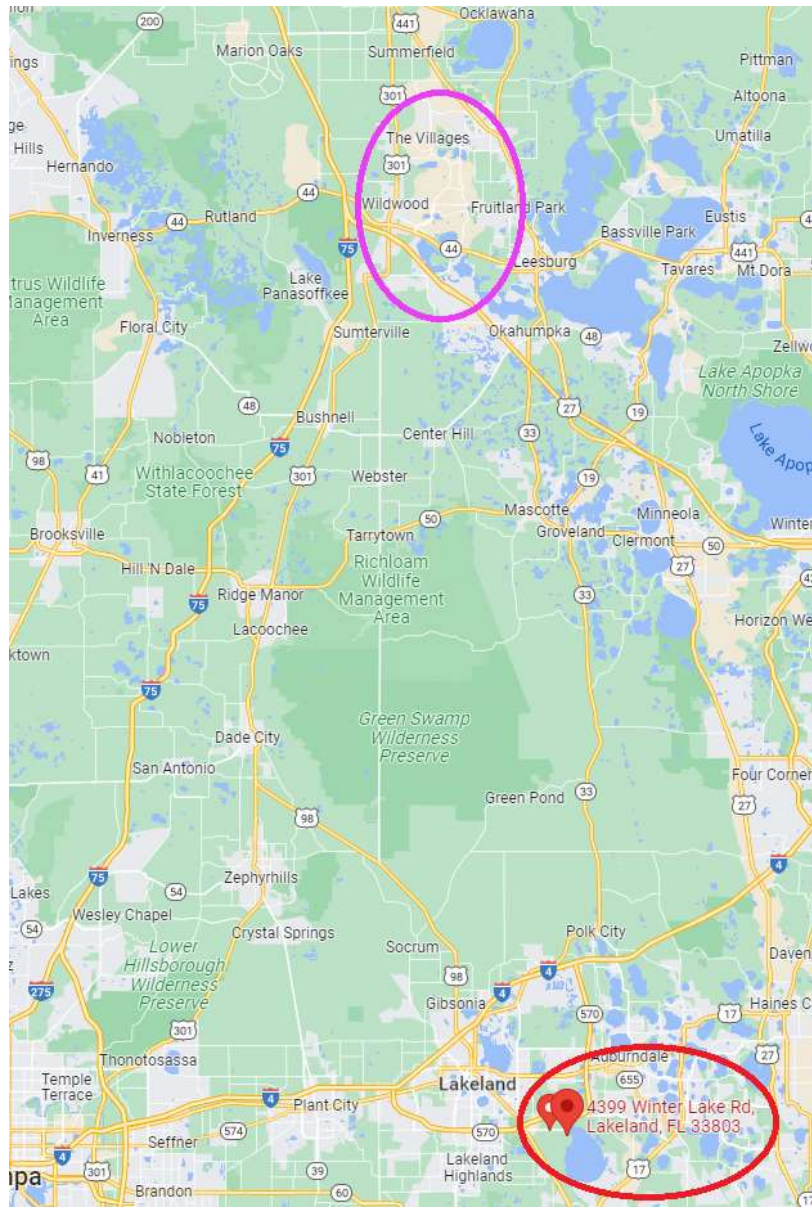 200
441
Ocklawaha
Marion Oaks
Summerfield
Pittman
301
Altoona
The Villages
Umatilla
Hills
Hernando
301
44
Wildwood
Fruitland Park
Rutland
44
Eustis
Inverness
75
44
Bassville Park
441
Leesburg
Tavares
Mt Dora
Lake
Panasoffkee
trus Wildlife
Management
Area
Floral City
Sumterville
Okahumpka
48
Zellwo
Lake Apopka
North Shore
48
Bushnell
27
19
Nobleton
Center Hill
33
Lake Apop
98
41
75
Withlacoochee
State Forest
301
Webster
19
Mascotte
Minneola
Brooksville
Tarrytown
50
Groveland
Winter
Clermont
50
Hill 'N Dale
Richloam
Wildlife
Management
Area
27
75
Ridge Manor
33
Lacoochee
Horizon We
ktown
75
Green Swamp
Wilderness
Preserve
Dade City
San Antonio
Four Corner
Green Pond
33
27
98
4
75
Zephyrhills
54
Lakes
Wesley Chapel
54
Crystal Springs
Socrum
Polk City
Lower
Hillsborough
Wilderness
Preserve
Daven
98
4
275
4
Gibsonia
570
17
Haines C
301
17
Thonotosassa
27
Auburndale
Temple
Terrace
Lakeland
655
4
Plant City
4399 Winter Lake Rd,
Lakeland, FL 33803
574
570
Seffner
4
39
Lakeland
Highlands
17
301
mpa
Brandon
60
17